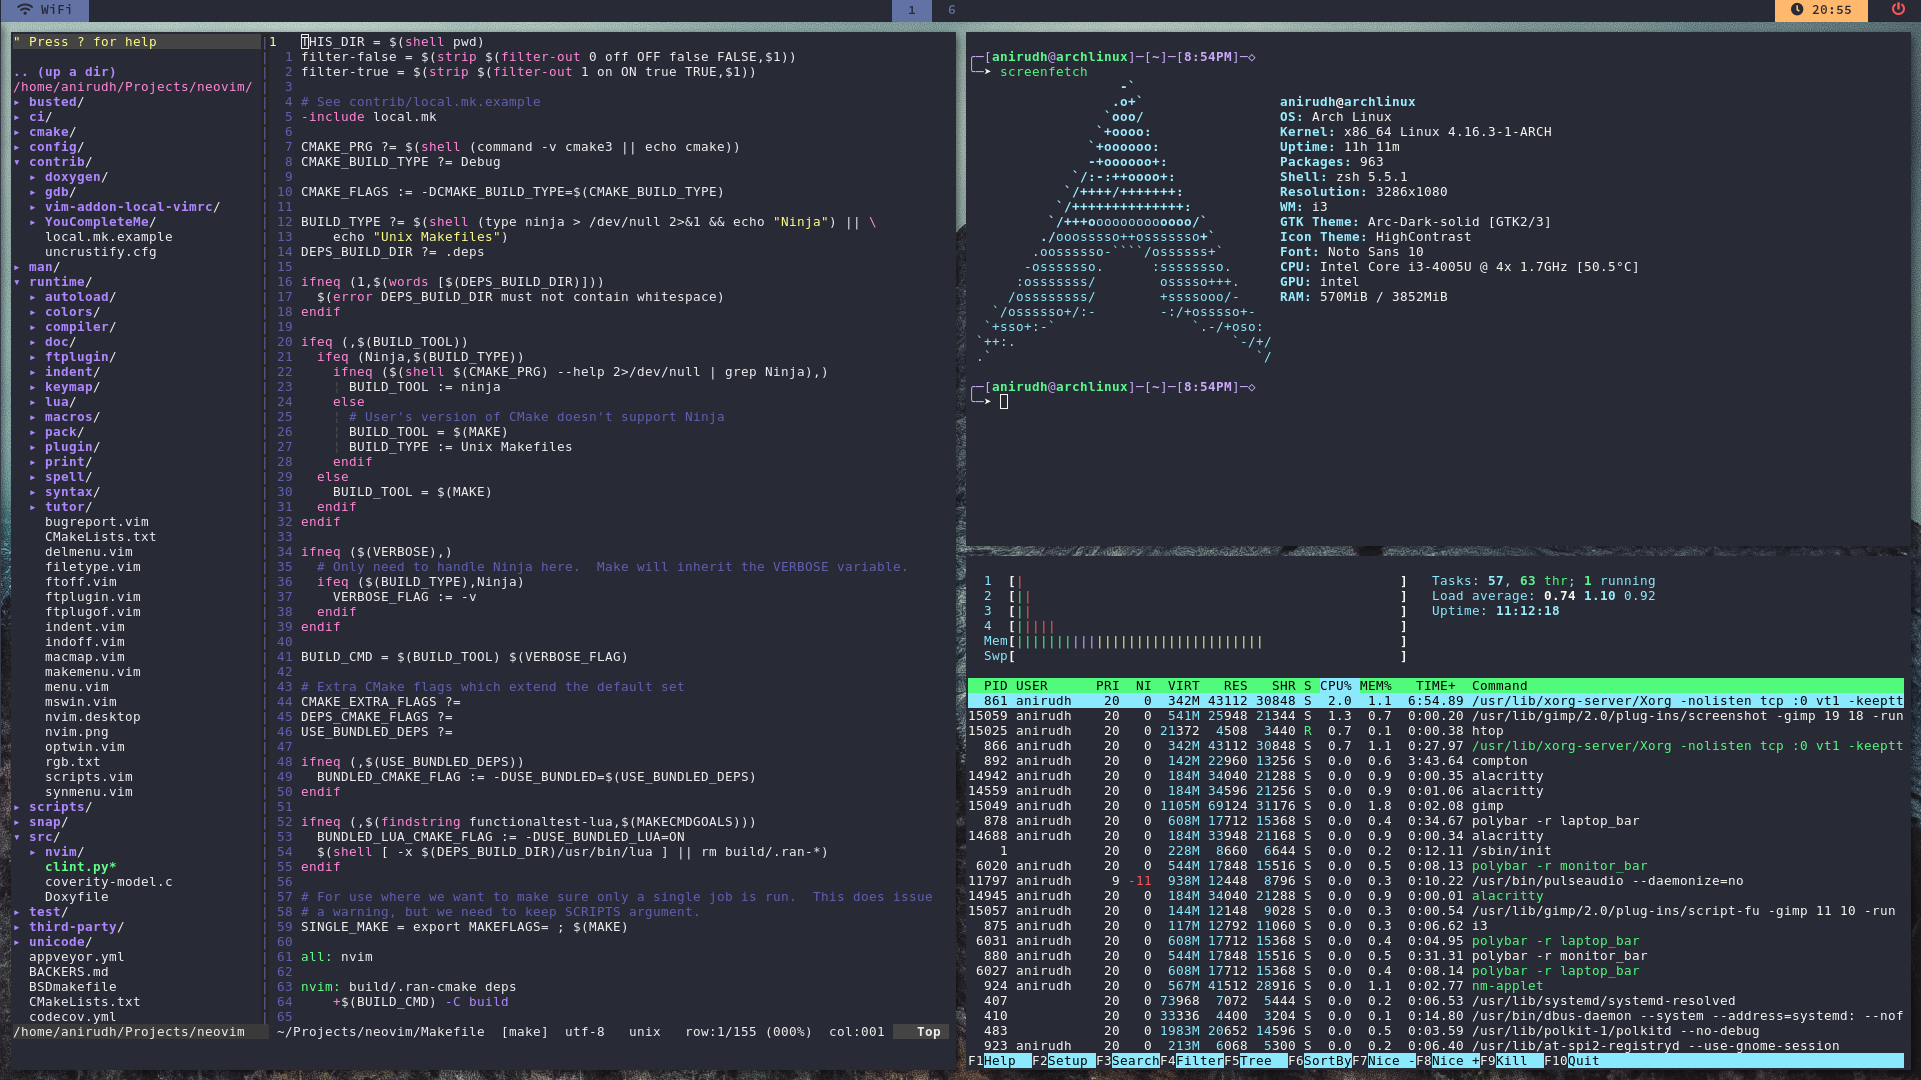 WiFi
1 6
20:55
" Press ? for help
.. (up a dir)
/home/anirudh/Projects/neovim/
▸ busted/
▸ ci/
▸ cmake/
▸ config/
▾ contrib/
▸ doxygen/
▸ gdb/
▸ vim-addon-local-vimrc/
▸ YouCompleteMe/
local.mk.example
uncrustify.cfg
▸ man/
▾ runtime/
▸ autoload/
▸ colors/
▸ compiler/
▸ doc/
▸ ftplugin/
▸ indent/
▸ keymap/
▸ lua/
▸ macros/
▸ pack/
▸ plugin/
▸ print/
▸ spell/
▸ syntax/
▸ tutor/
bugreport.vim
CMakeLists.txt
delmenu.vim
filetype.vim
ftoff.vim
ftplugin.vim
ftplugof.vim
indent.vim
indoff.vim
macmap.vim
makemenu.vim
menu.vim
mswin.vim
nvim.desktop
nvim.png
optwin.vim
rgb.txt
scripts.vim
synmenu.vim
▸ scripts/
▸ snap/
▾ src/
▸ nvim/
clint.py*
coverity-model.c
Doxyfile
▸ test/
▸ third-party/
▸ unicode/
appveyor.yml
BACKERS.md
BSDmakefile
CMakeLists.txt
codecov.yml
/home/anirudh/Projects/neovim
1 THIS_DIR = $(shell pwd)
1 filter-false = $(strip $(filter-out 0 off OFF false FALSE,$1))
2 filter-true = $(strip $(filter-out 1 on ON true TRUE,$1))
3
4 # See contrib/local.mk.example
5 -include local.mk
6
7 CMAKE_PRG ?= $(shell (command -v cmake3 || echo cmake))
8 CMAKE_BUILD_TYPE ?= Debug
9
10 CMAKE_FLAGS := -DCMAKE_BUILD_TYPE=$(CMAKE_BUILD_TYPE)
11
12 BUILD_TYPE ?= $(shell (type ninja > /dev/null 2>&1 && echo "Ninja") || \
13 echo "Unix Makefiles")
14 DEPS_BUILD_DIR ?= .deps
15
16 ifneq (1,$(words [$(DEPS_BUILD_DIR)]))
17 $(error DEPS_BUILD_DIR must not contain whitespace)
18 endif
19
20 ifeq (,$(BUILD_TOOL))
21 ifeq (Ninja,$(BUILD_TYPE))
22 ifneq ($(shell $(CMAKE_PRG) --help 2>/dev/null | grep Ninja),)
23 ¦ BUILD_TOOL := ninja
24 else
25 ¦ # User's version of CMake doesn't support Ninja
26 ¦ BUILD_TOOL = $(MAKE)
27 ¦ BUILD_TYPE := Unix Makefiles
28 endif
29 else
30 BUILD_TOOL = $(MAKE)
31 endif
32 endif
33
34 ifneq ($(VERBOSE),)
35 # Only need to handle Ninja here.  Make will inherit the VERBOSE variable.
36 ifeq ($(BUILD_TYPE),Ninja)
37 VERBOSE_FLAG := -v
38 endif
39 endif
40
41 BUILD_CMD = $(BUILD_TOOL) $(VERBOSE_FLAG)
42
43 # Extra CMake flags which extend the default set
44 CMAKE_EXTRA_FLAGS ?=
45 DEPS_CMAKE_FLAGS ?=
46 USE_BUNDLED_DEPS ?=
47
48 ifneq (,$(USE_BUNDLED_DEPS))
49 BUNDLED_CMAKE_FLAG := -DUSE_BUNDLED=$(USE_BUNDLED_DEPS)
50 endif
51
52 ifneq (,$(findstring functionaltest-lua,$(MAKECMDGOALS)))
53 BUNDLED_LUA_CMAKE_FLAG := -DUSE_BUNDLED_LUA=ON
54 $(shell [ -x $(DEPS_BUILD_DIR)/usr/bin/lua ] || rm build/.ran-*)
55 endif
56
57 # For use where we want to make sure only a single job is run.  This does issue
58 # a warning, but we need to keep SCRIPTS argument.
59 SINGLE_MAKE = export MAKEFLAGS= ; $(MAKE)
60
61 all: nvim
62
63 nvim: build/.ran-cmake deps
64 +$(BUILD_CMD) -C build
65
~/Projects/neovim/Makefile [make] utf-8 unix row:1/155 (000%) col:001 Top
╭─[anirudh@archlinux]─[~]─[8:54PM]─◇
╰─➤ screenfetch
-`
.o+`
`ooo/
`+oooo:
`+oooooo:
-+oooooo+:
`/:-:++oooo+:
`/++++/+++++++:
`/++++++++++++++:
`/+++ooooooooooooo/`
./ooosssso++osssssso+`
.oossssso-````/ossssss+`
-osssssso. :ssssssso.
:osssssss/ osssso+++.
/ossssssss/ +ssssooo/-
`/ossssso+/:- -:/+osssso+-
`+sso+:-` `.-/+oso:
`++:. `-/+/
.` `/
anirudh@archlinux
OS: Arch Linux
Kernel: x86_64 Linux 4.16.3-1-ARCH
Uptime: 11h 11m
Packages: 963
Shell: zsh 5.5.1
Resolution: 3286x1080
WM: i3
GTK Theme: Arc-Dark-solid [GTK2/3]
Icon Theme: HighContrast
Font: Noto Sans 10
CPU: Intel Core i3-4005U @ 4x 1.7GHz [50.5°C]
GPU: intel
RAM: 570MiB / 3852MiB
╭─[anirudh@archlinux]─[~]─[8:54PM]─◇
╰─➤
1 [| ]
2 [|| ]
3 [|| ]
4 [||||| ]
Mem[||||||||||||||||||||||||||||||| ]
Swp[ ]
Tasks: 57, 63 thr; 1 running
Load average: 0.74 1.10 0.92
Uptime: 11:12:18
PID USER PRI NI VIRT RES SHR S CPU% MEM% TIME+ Command
861 anirudh 20 0 342M 43112 30848 S 2.0 1.1 6:54.89 /usr/lib/xorg-server/Xorg -nolisten tcp :0 vt1 -keeptt
15059 anirudh 20 0 541M 25948 21344 S 1.3 0.7 0:00.20 /usr/lib/gimp/2.0/plug-ins/screenshot -gimp 19 18 -run
15025 anirudh 20 0 21372 4508 3440 R 0.7 0.1 0:00.38 htop
866 anirudh 20 0 342M 43112 30848 S 0.7 1.1 0:27.97 /usr/lib/xorg-server/Xorg -nolisten tcp :0 vt1 -keeptt
892 anirudh 20 0 142M 22960 13256 S 0.0 0.6 3:43.64 compton
14942 anirudh 20 0 184M 34040 21288 S 0.0 0.9 0:00.35 alacritty
14559 anirudh 20 0 184M 34596 21256 S 0.0 0.9 0:01.06 alacritty
15049 anirudh 20 0 1105M 69124 31176 S 0.0 1.8 0:02.08 gimp
878 anirudh 20 0 608M 17712 15368 S 0.0 0.4 0:34.67 polybar -r laptop_bar
14688 anirudh 20 0 184M 33948 21168 S 0.0 0.9 0:00.34 alacritty
1 20 0 228M 8660 6644 S 0.0 0.2 0:12.11 /sbin/init
6020 anirudh 20 0 544M 17848 15516 S 0.0 0.5 0:08.13 polybar -r monitor_bar
11797 anirudh 9 -11 938M 12448 8796 S 0.0 0.3 0:10.22 /usr/bin/pulseaudio --daemonize=no
14945 anirudh 20 0 184M 34040 21288 S 0.0 0.9 0:00.01 alacritty
15057 anirudh 20 0 144M 12148 9028 S 0.0 0.3 0:00.54 /usr/lib/gimp/2.0/plug-ins/script-fu -gimp 11 10 -run
875 anirudh 20 0 117M 12792 11060 S 0.0 0.3 0:06.62 i3
6031 anirudh 20 0 608M 17712 15368 S 0.0 0.4 0:04.95 polybar -r laptop_bar
880 anirudh 20 0 544M 17848 15516 S 0.0 0.5 0:31.31 polybar -r monitor_bar
6027 anirudh 20 0 608M 17712 15368 S 0.0 0.4 0:08.14 polybar -r laptop_bar
924 anirudh 20 0 567M 41512 28916 S 0.0 1.1 0:02.77 nm-applet
407 20 0 73968 7072 5444 S 0.0 0.2 0:06.53 /usr/lib/systemd/systemd-resolved
410 20 0 33336 4400 3204 S 0.0 0.1 0:14.80 /usr/bin/dbus-daemon --system --address=systemd: --nof
483 20 0 1983M 20652 14596 S 0.0 0.5 0:03.59 /usr/lib/polkit-1/polkitd --no-debug
923 anirudh 20 0 213M 6068 5300 S 0.0 0.2 0:06.40 /usr/lib/at-spi2-registryd --use-gnome-session
F1Help F2Setup F3SearchF4FilterF5Tree F6SortByF7Nice -F8Nice +F9Kill F10Quit